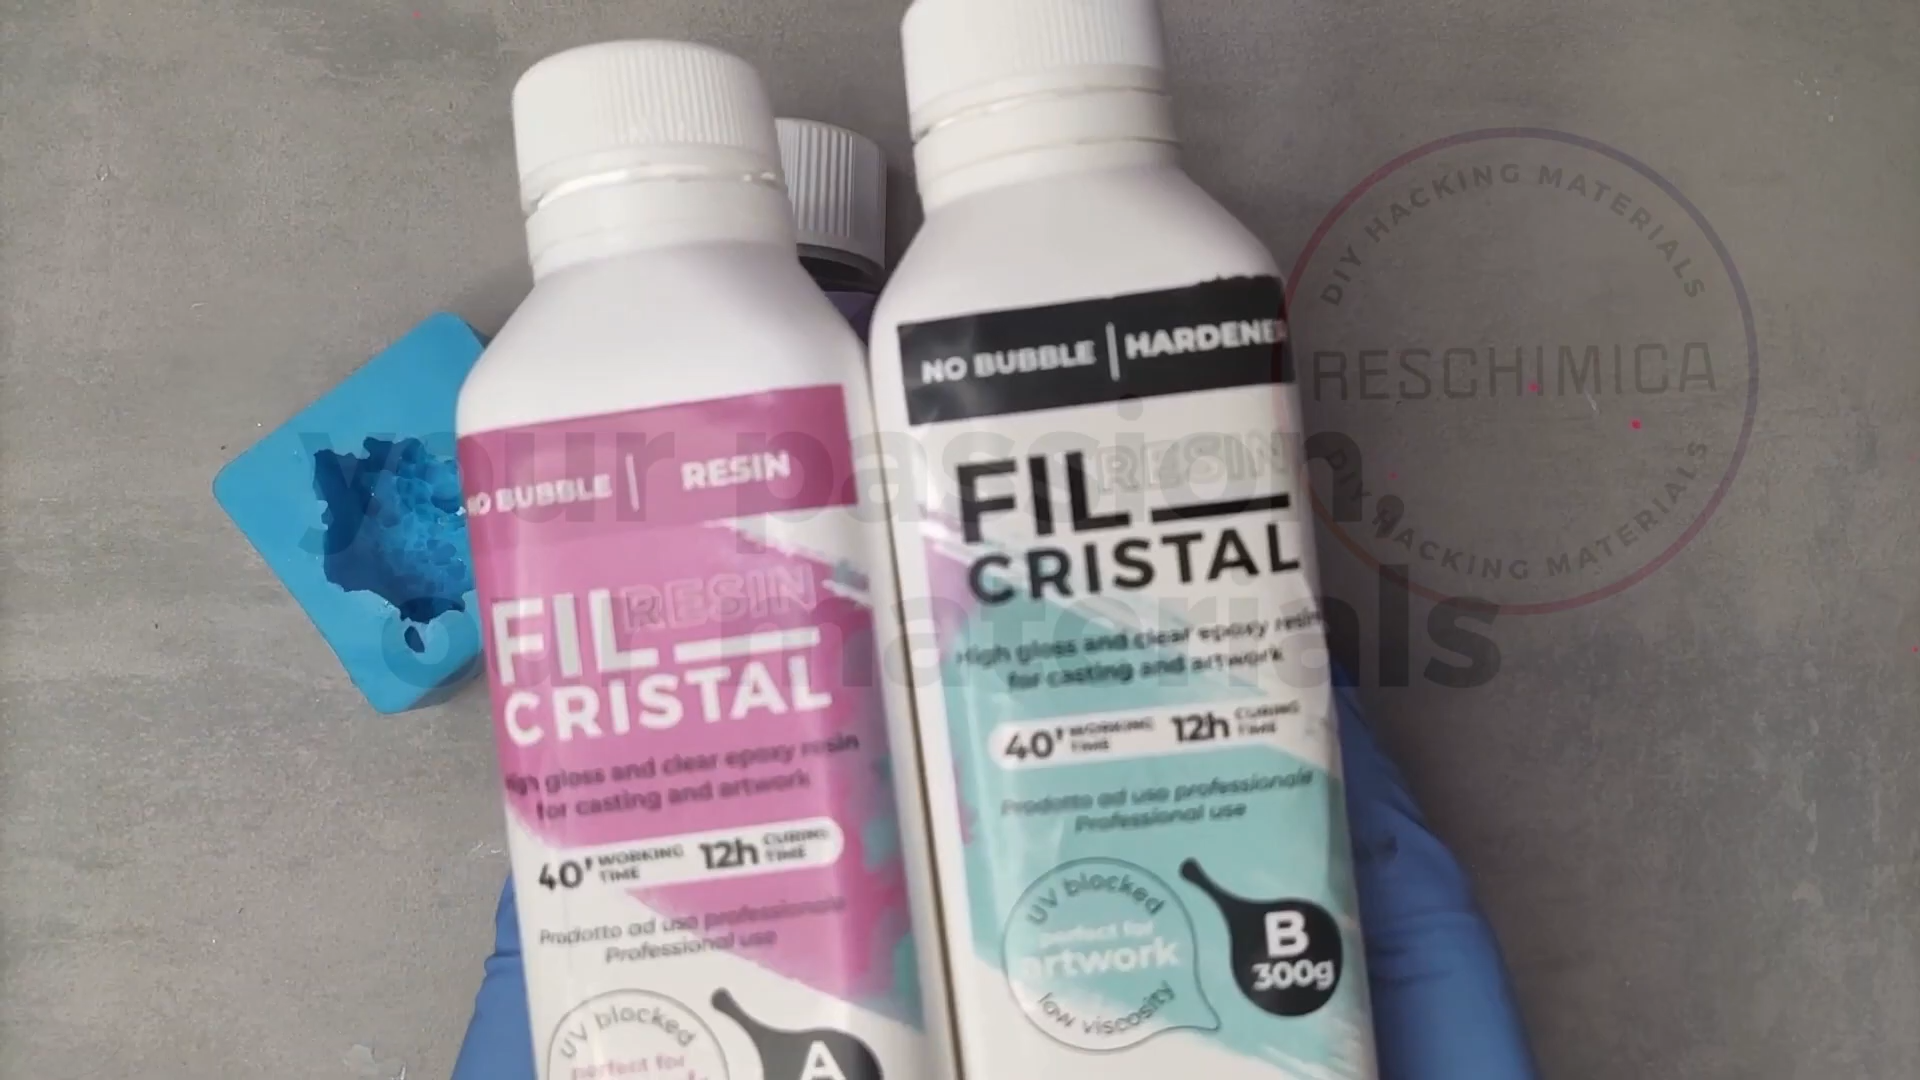 NO BUBBLE | RESIN
FIL RESIN
CRISTAL
High gloss and clear epoxy resin
for casting and artwork
40' WORKING TIME 12h CURING TIME
Prodotto ad uso professionale
Professional use
UV blocked
perfect for
A
NO BUBBLE | HARDENER
FIL RESIN
CRISTAL
High gloss and clear epoxy resin
for casting and artwork
40' WORKING TIME 12h CURING TIME
Prodotto ad uso professionale
Professional use
UV blocked
perfect for
artwork
low viscosity
B
300g
your passion,
our materials
DIY HACKING MATERIALS
RESCHIMICA
DIY HACKING MATERIALS